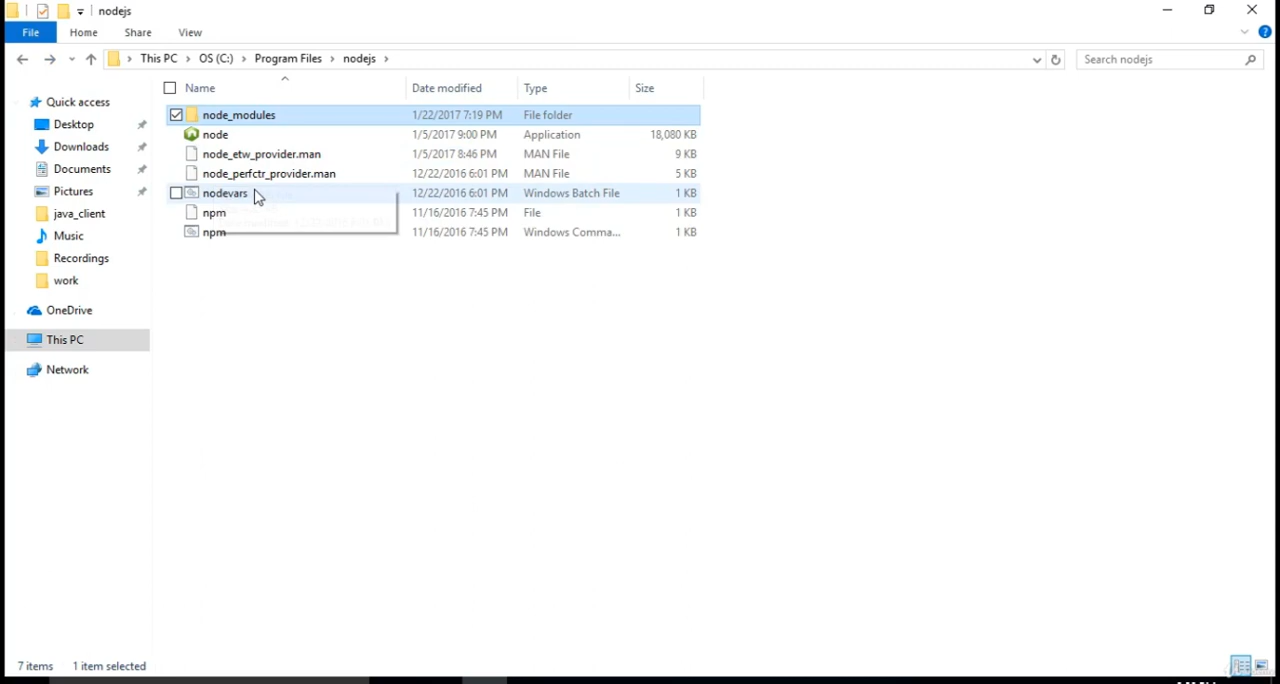 nodejs
File Home Share View
This PC OS (C:) Program Files nodejs Search nodejs
Name Date modified Type Size
Quick access
Desktop
Downloads
Documents
Pictures
java_client
Music
Recordings
work
OneDrive
This PC
Network
node_modules 1/22/2017 7:19 PM File folder
node 1/5/2017 9:00 PM Application 18,080 KB
node_etw_provider.man 1/5/2017 8:46 PM MAN File 9 KB
node_perfctr_provider.man 12/22/2016 6:01 PM MAN File 5 KB
nodevars 12/22/2016 6:01 PM Windows Batch File 1 KB
npm 11/16/2016 7:45 PM File 1 KB
npm 11/16/2016 7:45 PM Windows Comma... 1 KB
7 items 1 item selected